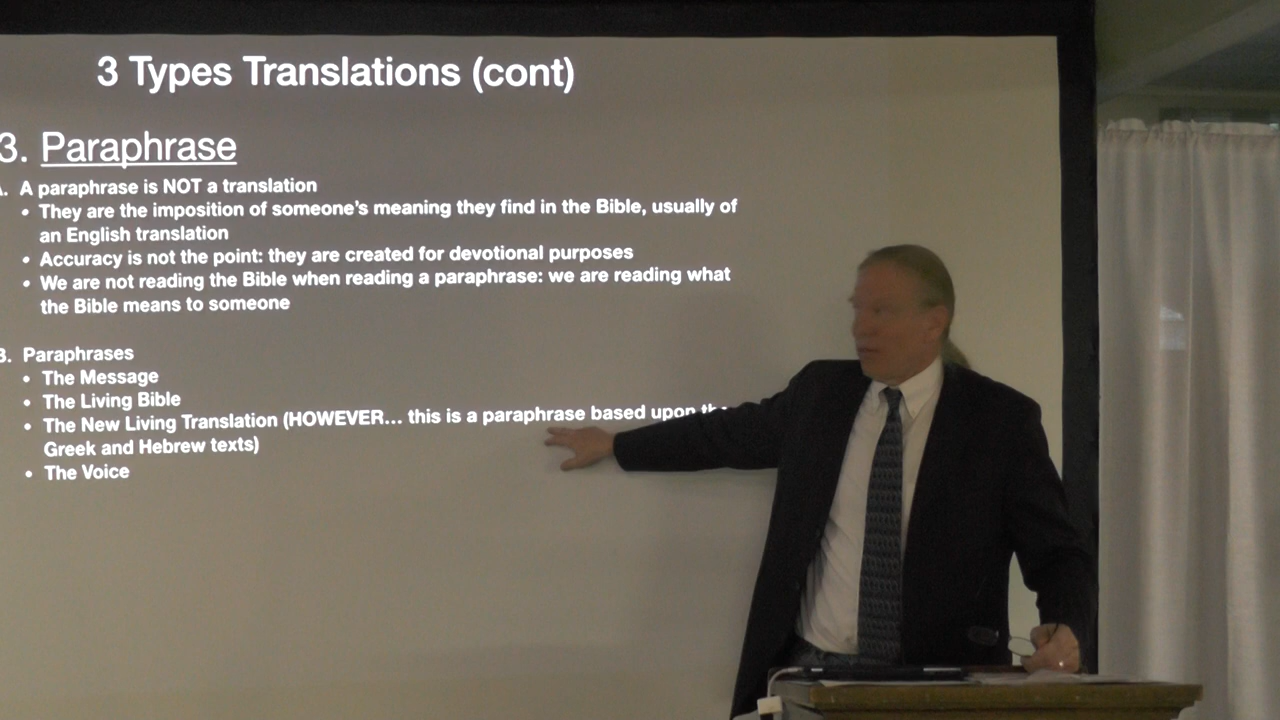 3 Types Translations (cont)
3. Paraphrase
A paraphrase is NOT a translation
• They are the imposition of someone's meaning they find in the Bible, usually of
an English translation
• Accuracy is not the point: they are created for devotional purposes
• We are not reading the Bible when reading a paraphrase: we are reading what
the Bible means to someone
B. Paraphrases
• The Message
• The Living Bible
• The New Living Translation (HOWEVER... this is a paraphrase based upon the
Greek and Hebrew texts)
• The Voice